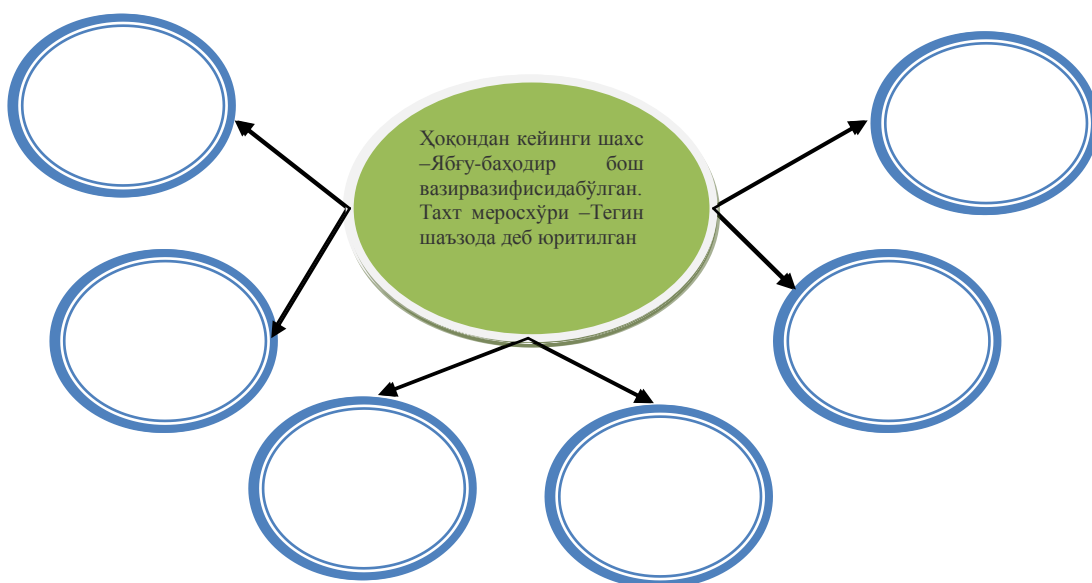 Ҳоқондан кейинги шахс
–Ябғу-баҳодир бош
вазирвазифисидабўлган.
Тахт меросхўри –Тегин
шаъзода деб юритилган